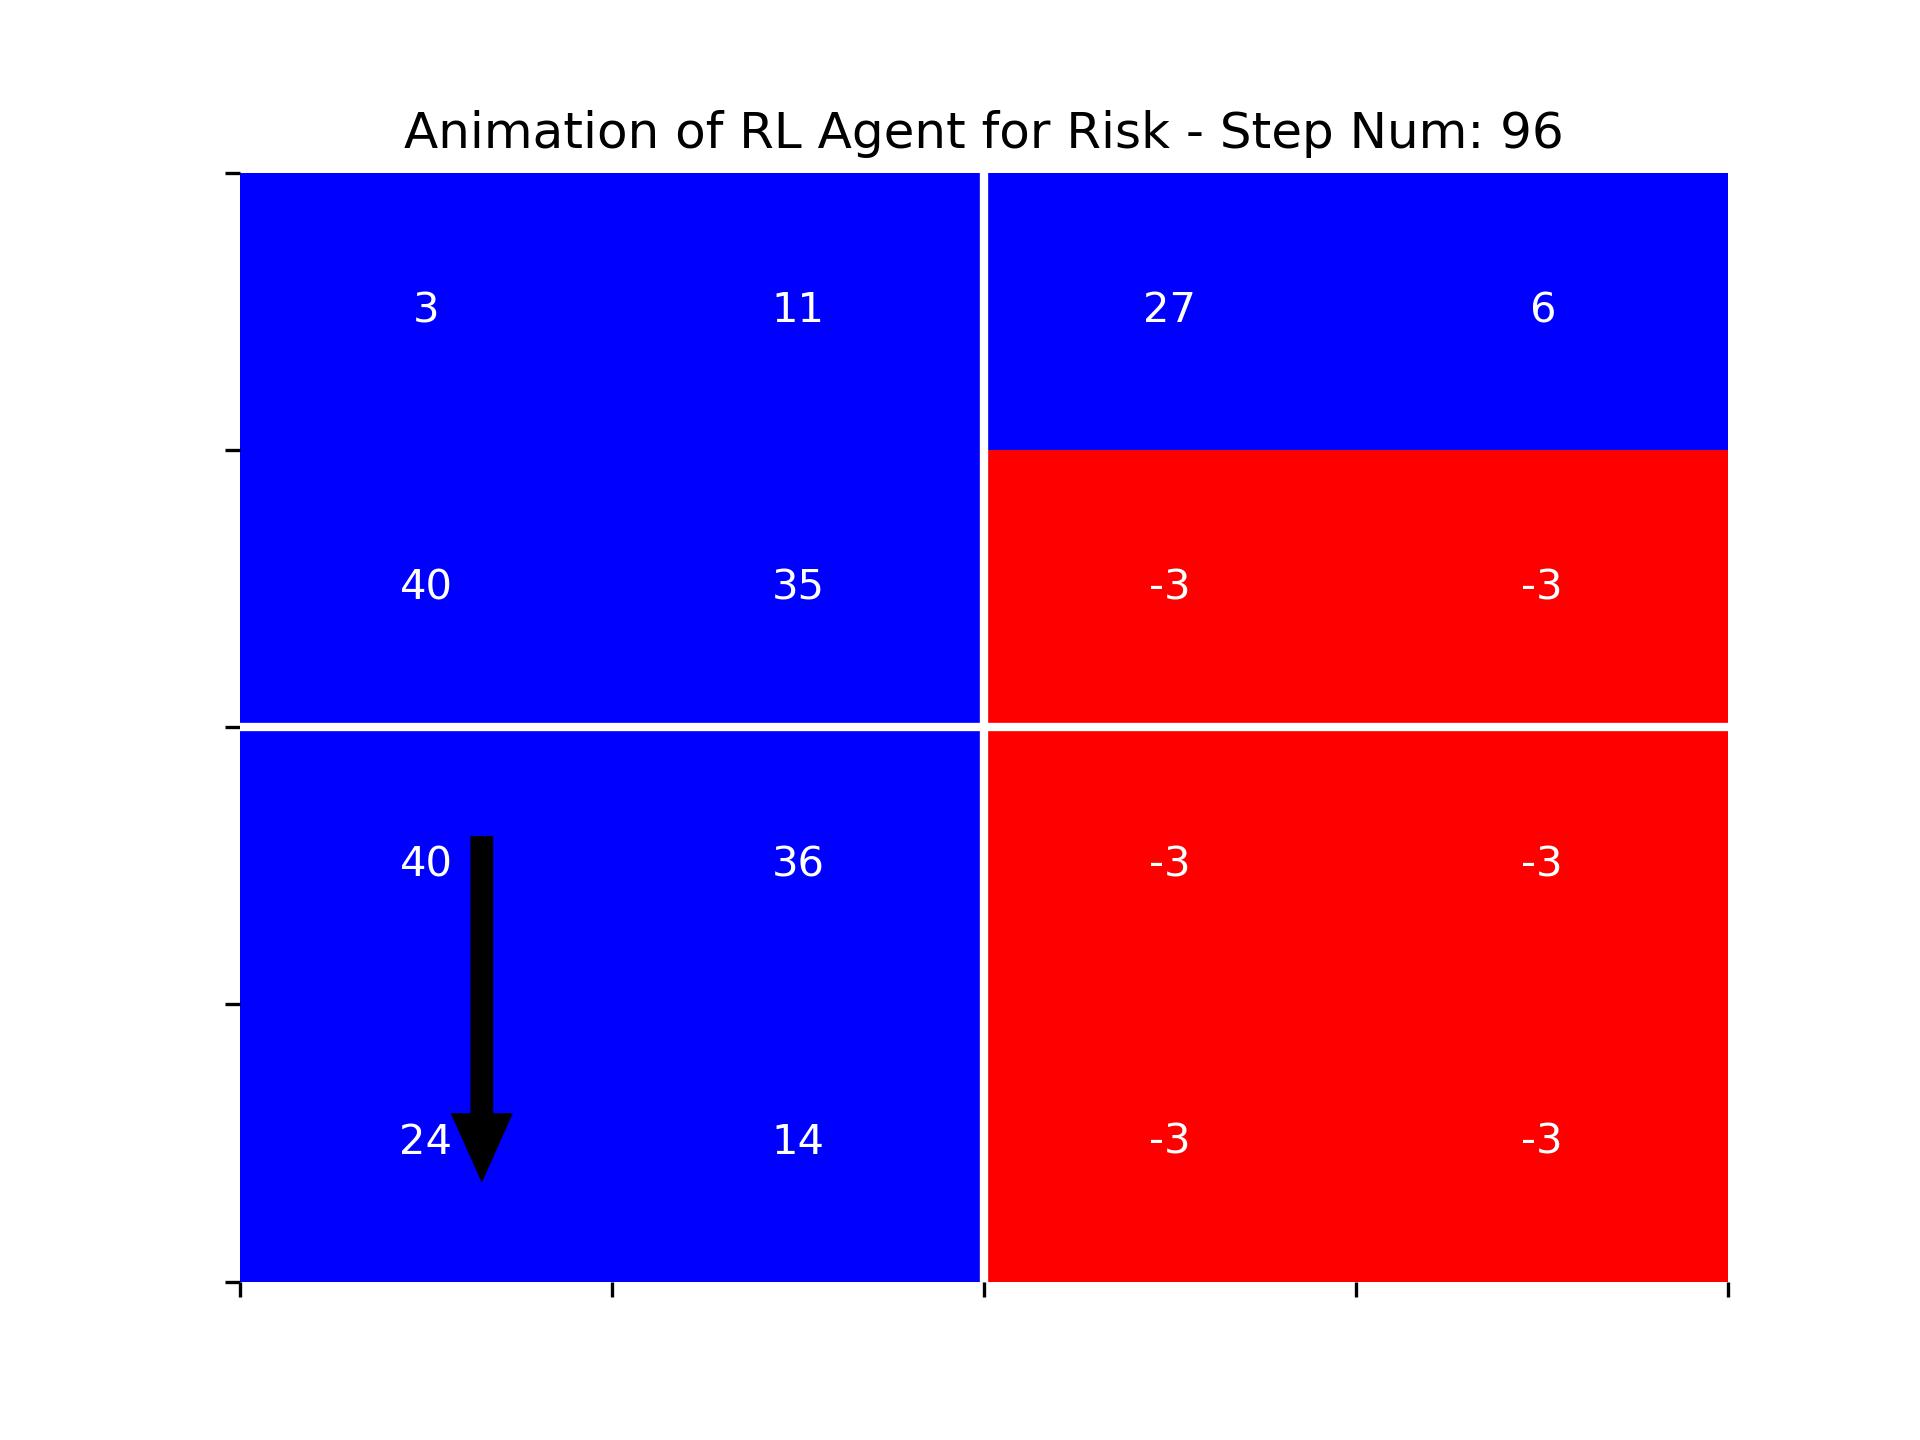 Animation of RL Agent for Risk - Step Num: 96
3 11 27 6
40 35 -3 -3
40 36 -3 -3
24 14 -3 -3